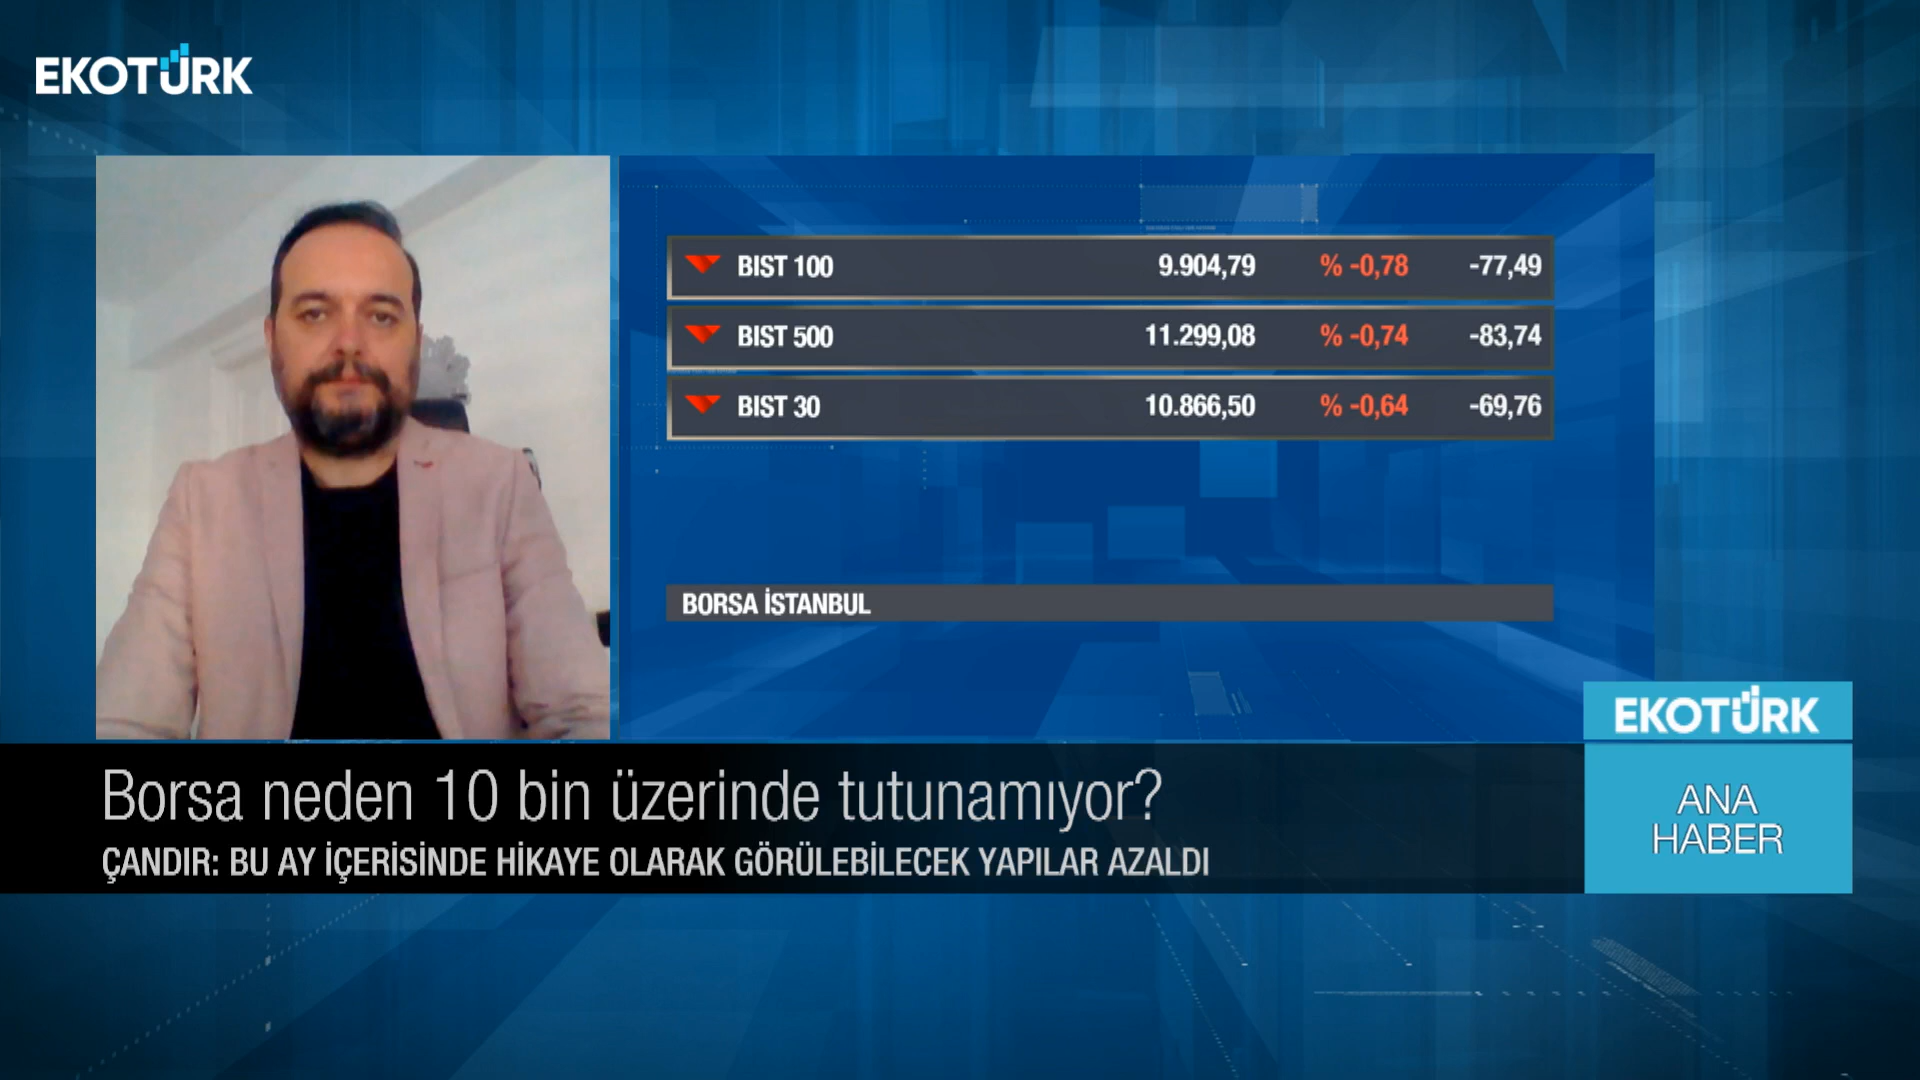 EKOTÜRK
BIST 100 9.904,79 % -0,78 -77,49
BIST 500 11.299,08 % -0,74 -83,74
BIST 30 10.866,50 % -0,64 -69,76
BORSA İSTANBUL
EKOTÜRK
Borsa neden 10 bin üzerinde tutunamıyor?
ÇANDIR: BU AY İÇERİSİNDE HİKAYE OLARAK GÖRÜLEBİLECEK YAPILAR AZALDI
ANA
HABER